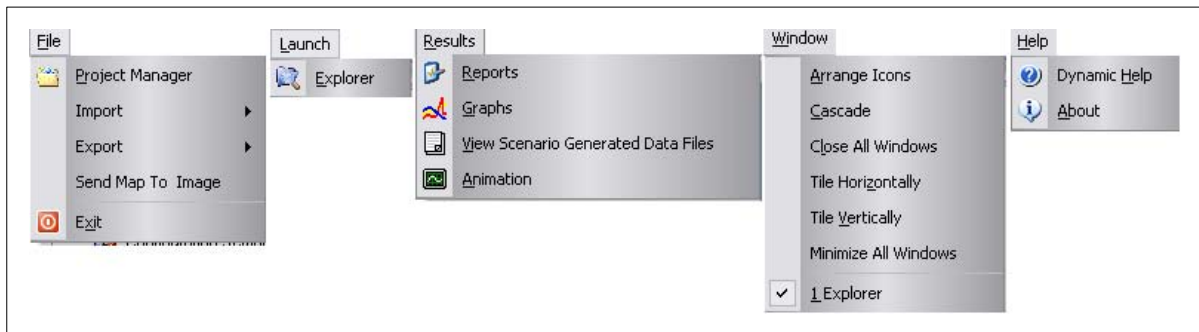 File
Project Manager
Import
Export
Send Map To Image
Exit
Launch
Explorer
Results
Reports
Graphs
View Scenario Generated Data Files
Animation
Window
Arrange Icons
Cascade
Close All Windows
Tile Horizontally
Tile Vertically
Minimize All Windows
1 Explorer
Help
Dynamic Help
About